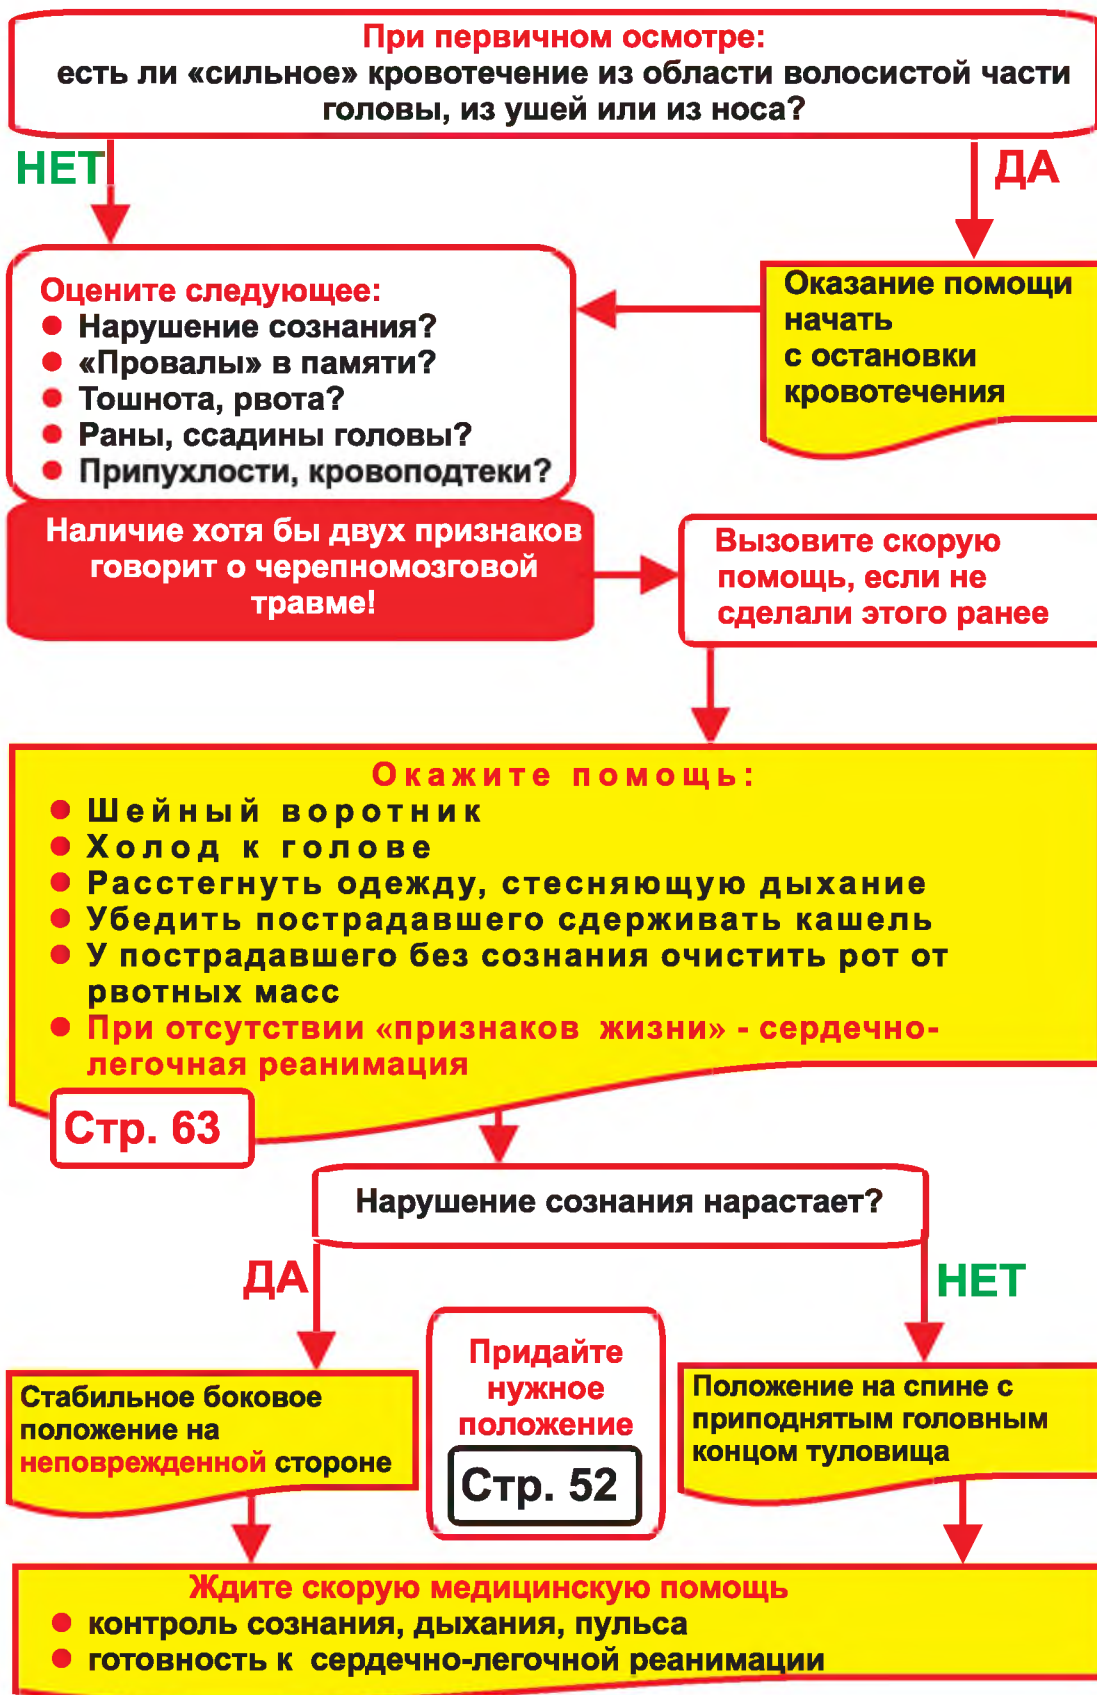 При первичном осмотре:
есть ли «сильное» кровотечение из области волосистой части
головы, из ушей или из носа?
НЕТ
ДА
Оцените следующее:
● Нарушение сознания?
● «Провалы» в памяти?
● Тошнота, рвота?
● Раны, ссадины головы?
● Припухлости, кровоподтеки?
Оказание помощи
начать
с остановки
кровотечения
Наличие хотя бы двух признаков
говорит о черепномозговой
травме!
Вызовите скорую
помощь, если не
сделали этого ранее
Окажите помощь:
● Шейный воротник
● Холод к голове
● Расстегнуть одежду, стесняющую дыхание
● Убедить пострадавшего сдерживать кашель
● У пострадавшего без сознания очистить рот от
рвотных масс
● При отсутствии «признаков жизни» - сердечно-
легочная реанимация
Стр. 63
Нарушение сознания нарастает?
ДА
НЕТ
Стабильное боковое
положение на
неповрежденной стороне
Придайте
нужное
положение
Стр. 52
Положение на спине с
приподнятым головным
концом туловища
Ждите скорую медицинскую помощь
● контроль сознания, дыхания, пульса
● готовность к сердечно-легочной реанимации